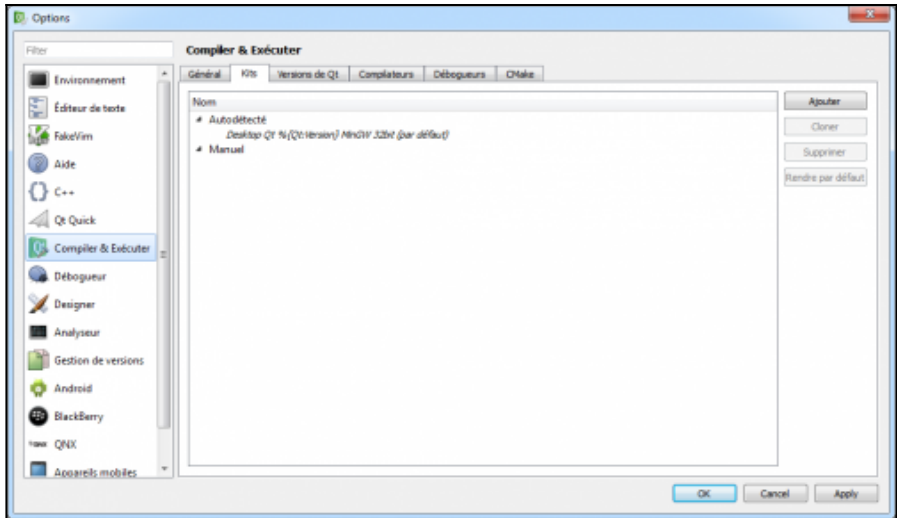 Options
Filter
Compiler & Exécuter
Général
Kits
Versions de Qt
Compilateurs
Débogueurs
CMake
Environnement
Éditeur de texte
FakeVim
Aide
C++
Qt Quick
Compiler & Exécuter
Débogueur
Designer
Analyseur
Gestion de versions
Android
BlackBerry
QNX
Appareils mobiles
Nom
Autodétecté
Desktop Qt %{Qt:Version} MinGW 32bit (par défaut)
Manuel
Ajouter
Cloner
Supprimer
Rendre par défaut
OK
Cancel
Apply